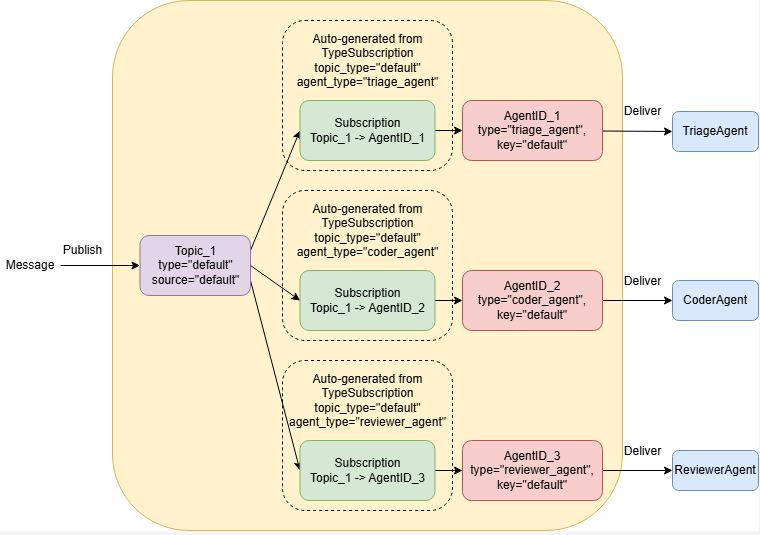 Message
Publish
Topic_1
type="default"
source="default"
Auto-generated from
TypeSubscription
topic_type="default"
agent_type="triage_agent"
Subscription
Topic_1 -> AgentID_1
AgentID_1
type="triage_agent",
key="default"
Deliver
TriageAgent
Auto-generated from
TypeSubscription
topic_type="default"
agent_type="coder_agent"
Subscription
Topic_1 -> AgentID_2
AgentID_2
type="coder_agent",
key="default"
Deliver
CoderAgent
Auto-generated from
TypeSubscription
topic_type="default"
agent_type="reviewer_agent"
Subscription
Topic_1 -> AgentID_3
AgentID_3
type="reviewer_agent",
key="default"
Deliver
ReviewerAgent